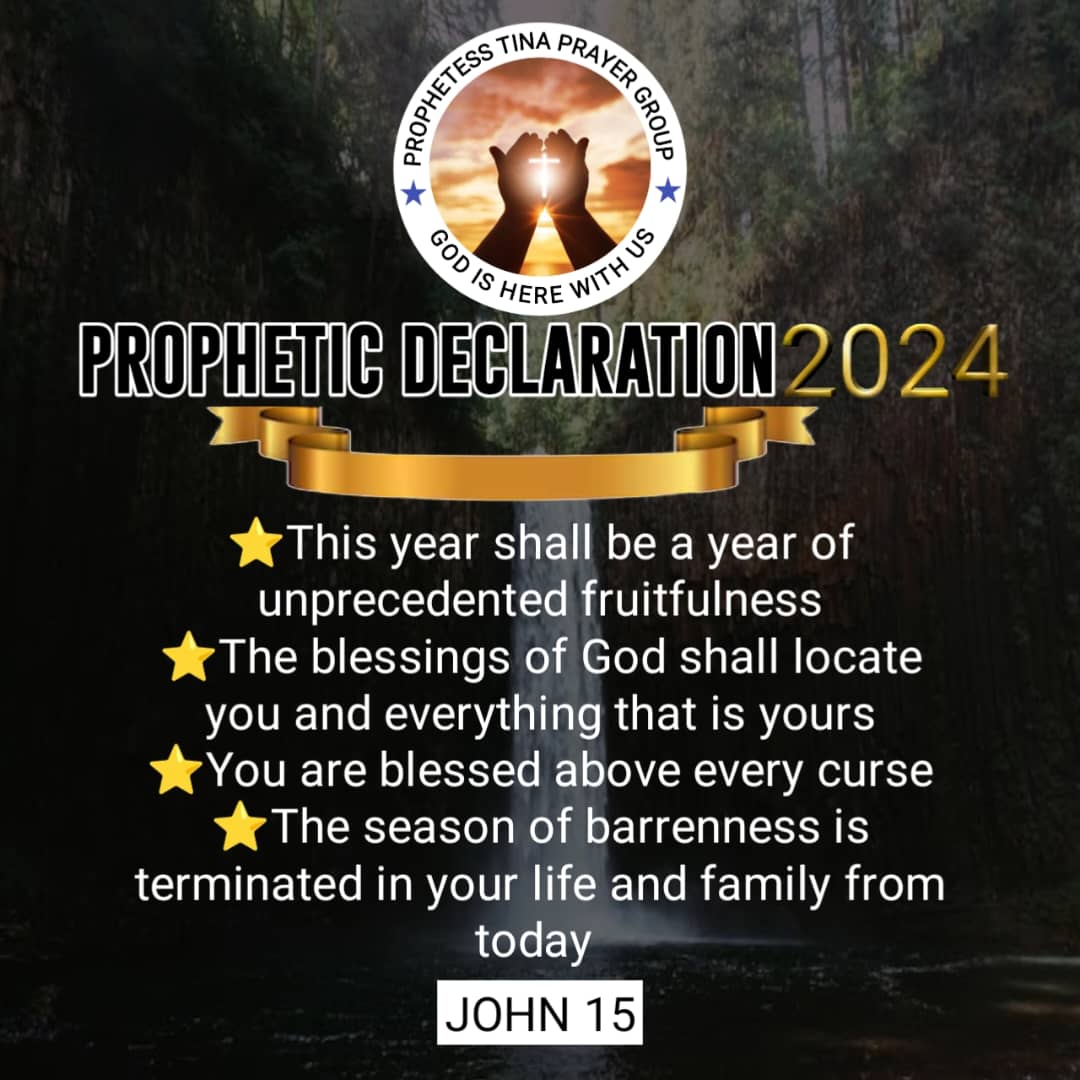 PROPHETESS TINA PRAYER GROUP
GOD IS HERE WITH US
PROPHETIC DECLARATION 2024
⭐This year shall be a year of
unprecedented fruitfulness
⭐The blessings of God shall locate
you and everything that is yours
⭐You are blessed above every curse
⭐The season of barrenness is
terminated in your life and family from
today
JOHN 15